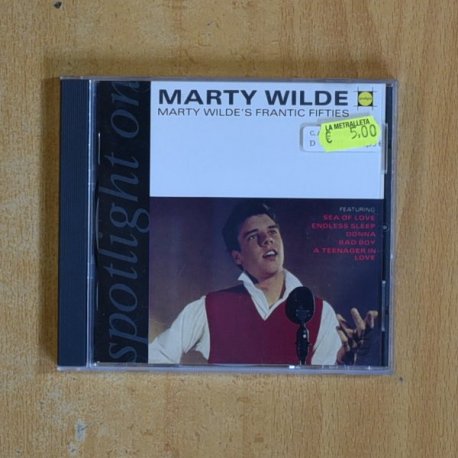 spotlight on
MARTY WILDE
MARTY WILDE'S FRANTIC FIFTIES
LA METRALLETA
€ 5,00
D
FEATURING
SEA OF LOVE
ENDLESS SLEEP
DONNA
BAD BOY
A TEENAGER IN
LOVE